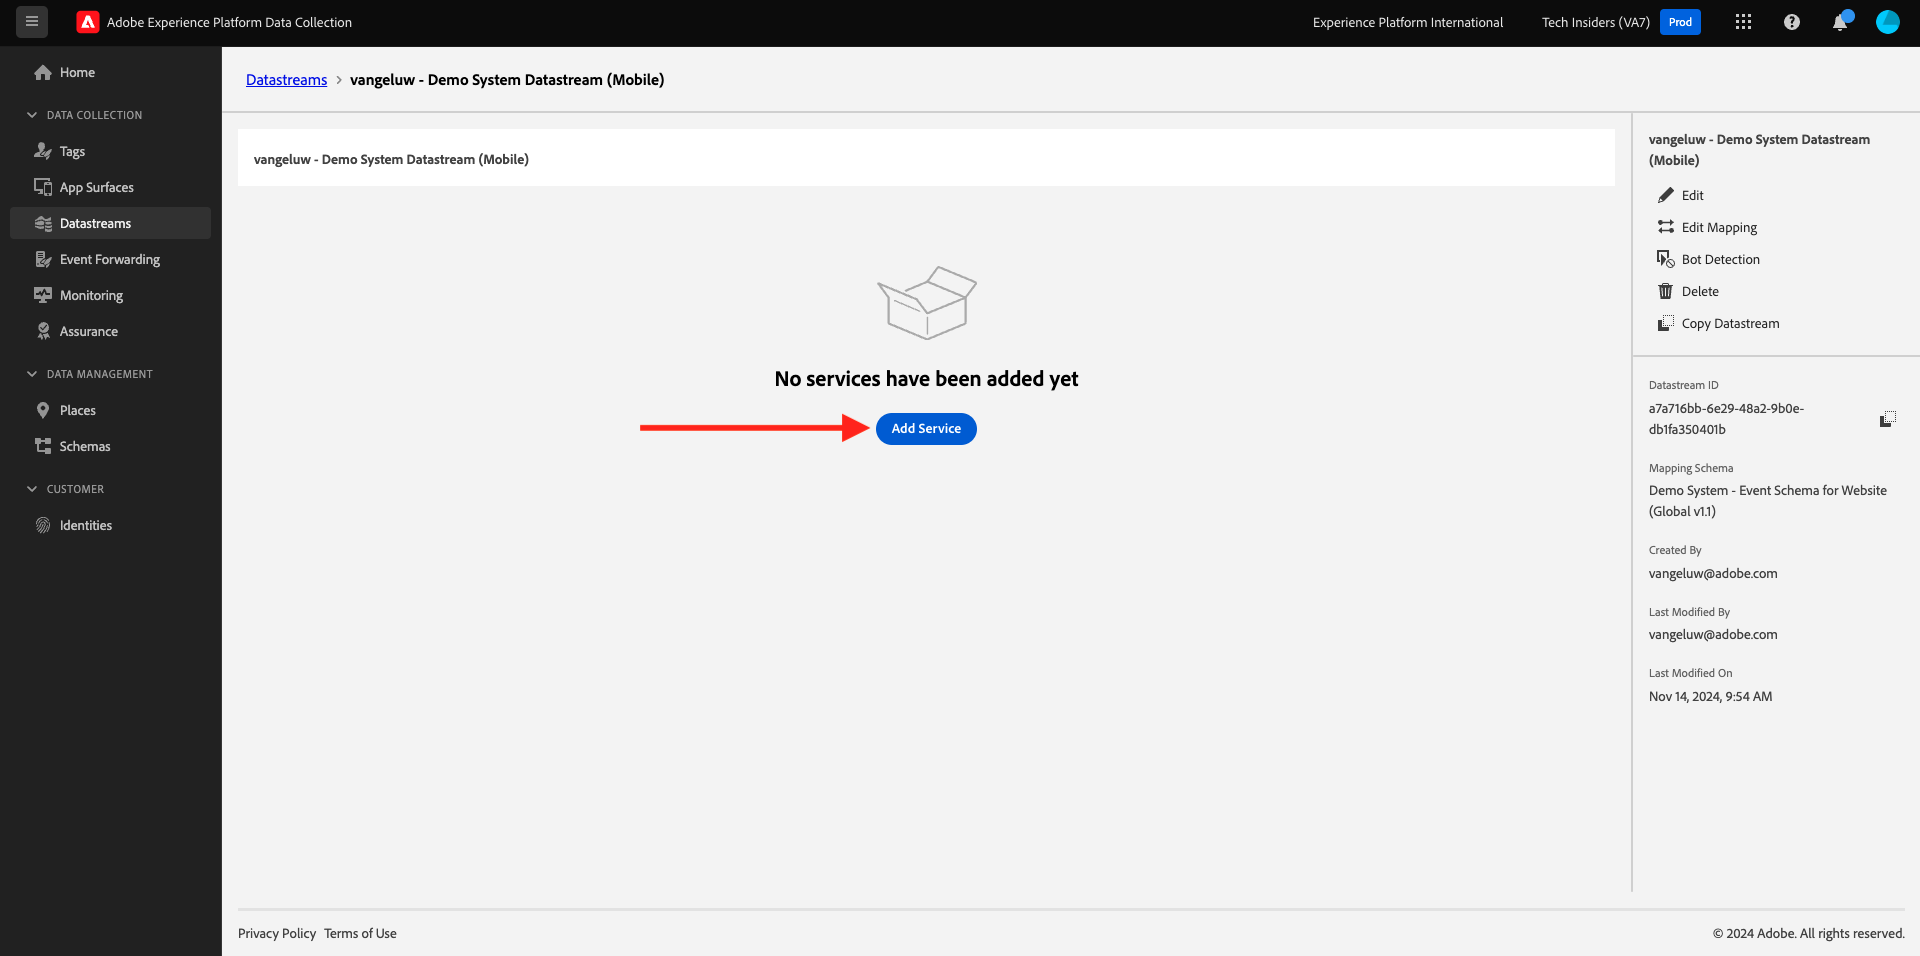 Adobe Experience Platform Data Collection
Experience Platform International
Tech Insiders (VA7)
Prod
Home
DATA COLLECTION
Tags
App Surfaces
Datastreams
Event Forwarding
Monitoring
Assurance
DATA MANAGEMENT
Places
Schemas
CUSTOMER
Identities
Datastreams > vangeluw - Demo System Datastream (Mobile)
vangeluw - Demo System Datastream (Mobile)
No services have been added yet
Add Service
vangeluw - Demo System Datastream
(Mobile)
Edit
Edit Mapping
Bot Detection
Delete
Copy Datastream
Datastream ID
a7a716bb-6e29-48a2-9b0e-
db1fa350401b
Mapping Schema
Demo System - Event Schema for Website
(Global v1.1)
Created By
vangeluw@adobe.com
Last Modified By
vangeluw@adobe.com
Last Modified On
Nov 14, 2024, 9:54 AM
Privacy Policy Terms of Use
© 2024 Adobe. All rights reserved.